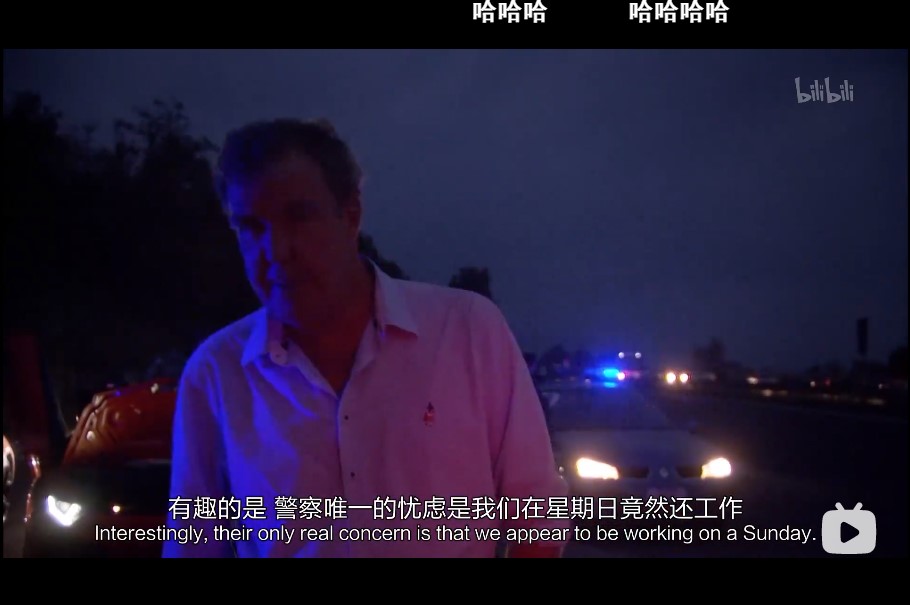 哈哈哈 哈哈哈哈
bilibili
有趣的是 警察唯一的忧虑是我们在星期日竟然还工作
Interestingly, their only real concern is that we appear to be working on a Sunday.